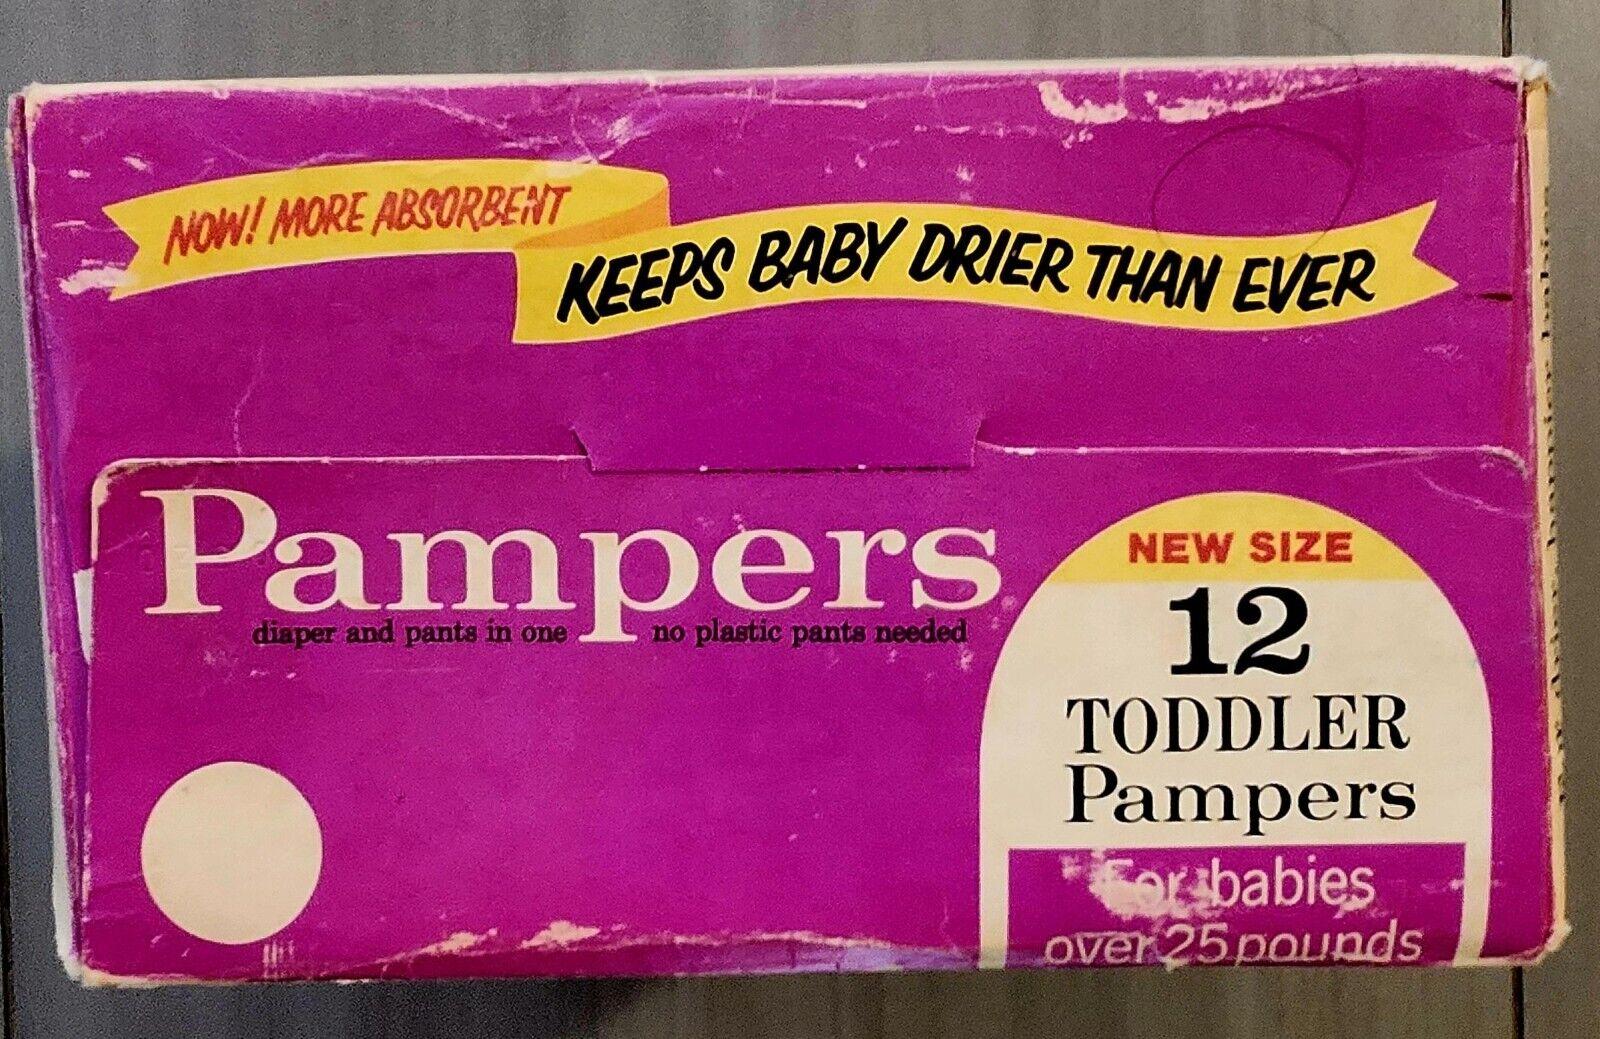 NOW! MORE ABSORBENT
KEEPS BABY DRIER THAN EVER
Pampers
diaper and pants in one no plastic pants needed
NEW SIZE
12
TODDLER
Pampers
For babies
over 25 pounds